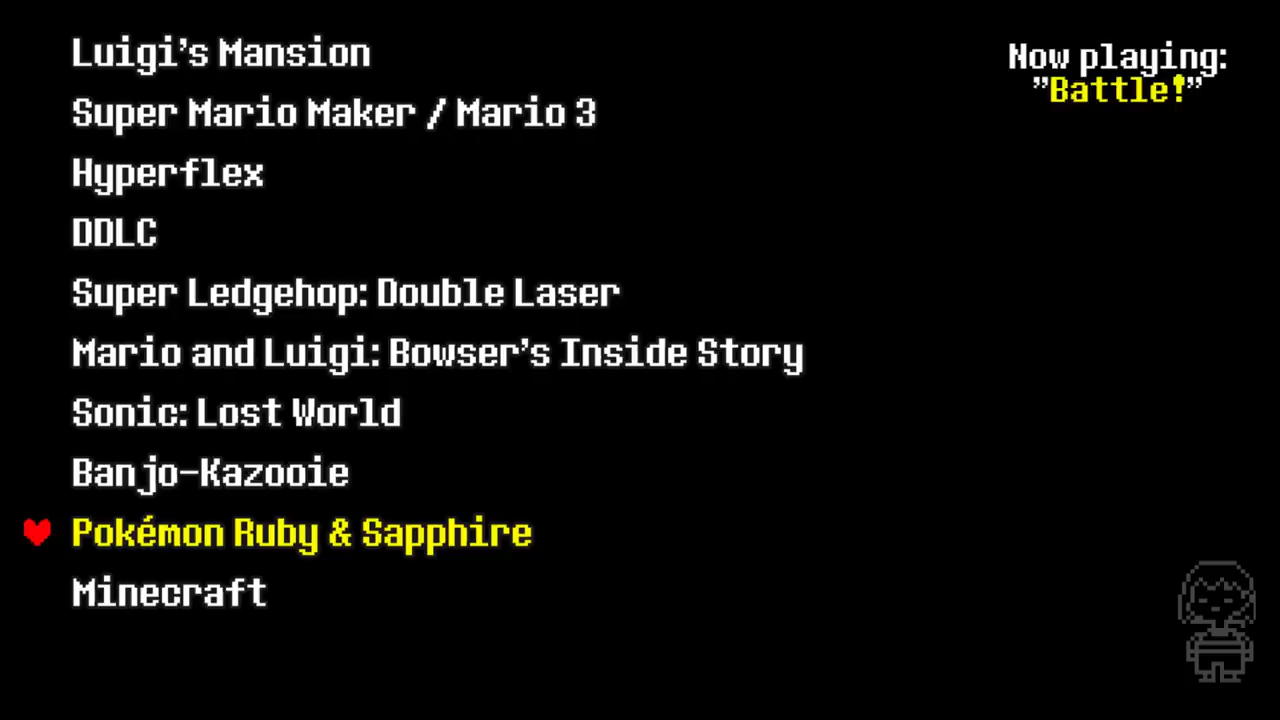 Luigi's Mansion
Super Mario Maker / Mario 3
Hyperflex
DDLC
Super Ledgehop: Double Laser
Mario and Luigi: Bowser's Inside Story
Sonic: Lost World
Banjo-Kazooie
Pokémon Ruby & Sapphire
Minecraft
Now playing:
"Battle!"